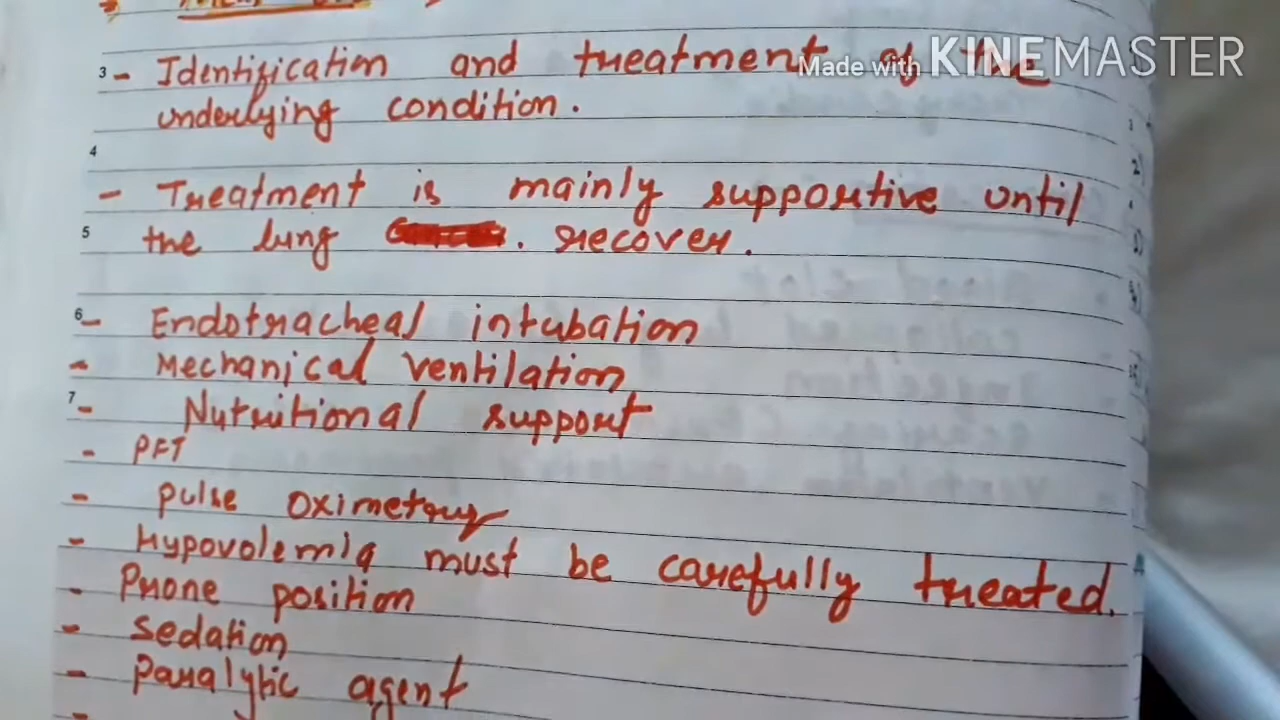 3 - Identification and treatment of the
underlying condition.
4
- Treatment is mainly supportive until
5 the lung . recover.
6 - Endotracheal intubation
- Mechanical ventilation
7 - Nutritional support
- PFT
- Pulse oximetry
- Hypovolemia must be carefully treated.
- Prone position
- Sedation
- Paralytic agent
-
Made with KINEMASTER